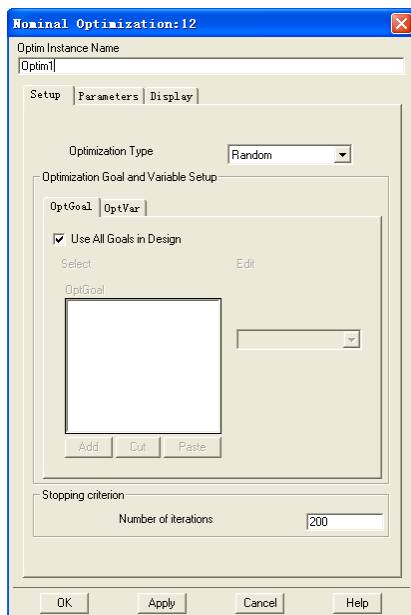 Nominal Optimization:12
Optim Instance Name
Optim1
Setup Parameters Display
Optimization Type Random
Optimization Goal and Variable Setup
OptGoal OptVar
Use All Goals in Design
Select Edit
OptGoal
Add Cut Paste
Stopping criterion
Number of iterations 200
OK Apply Cancel Help